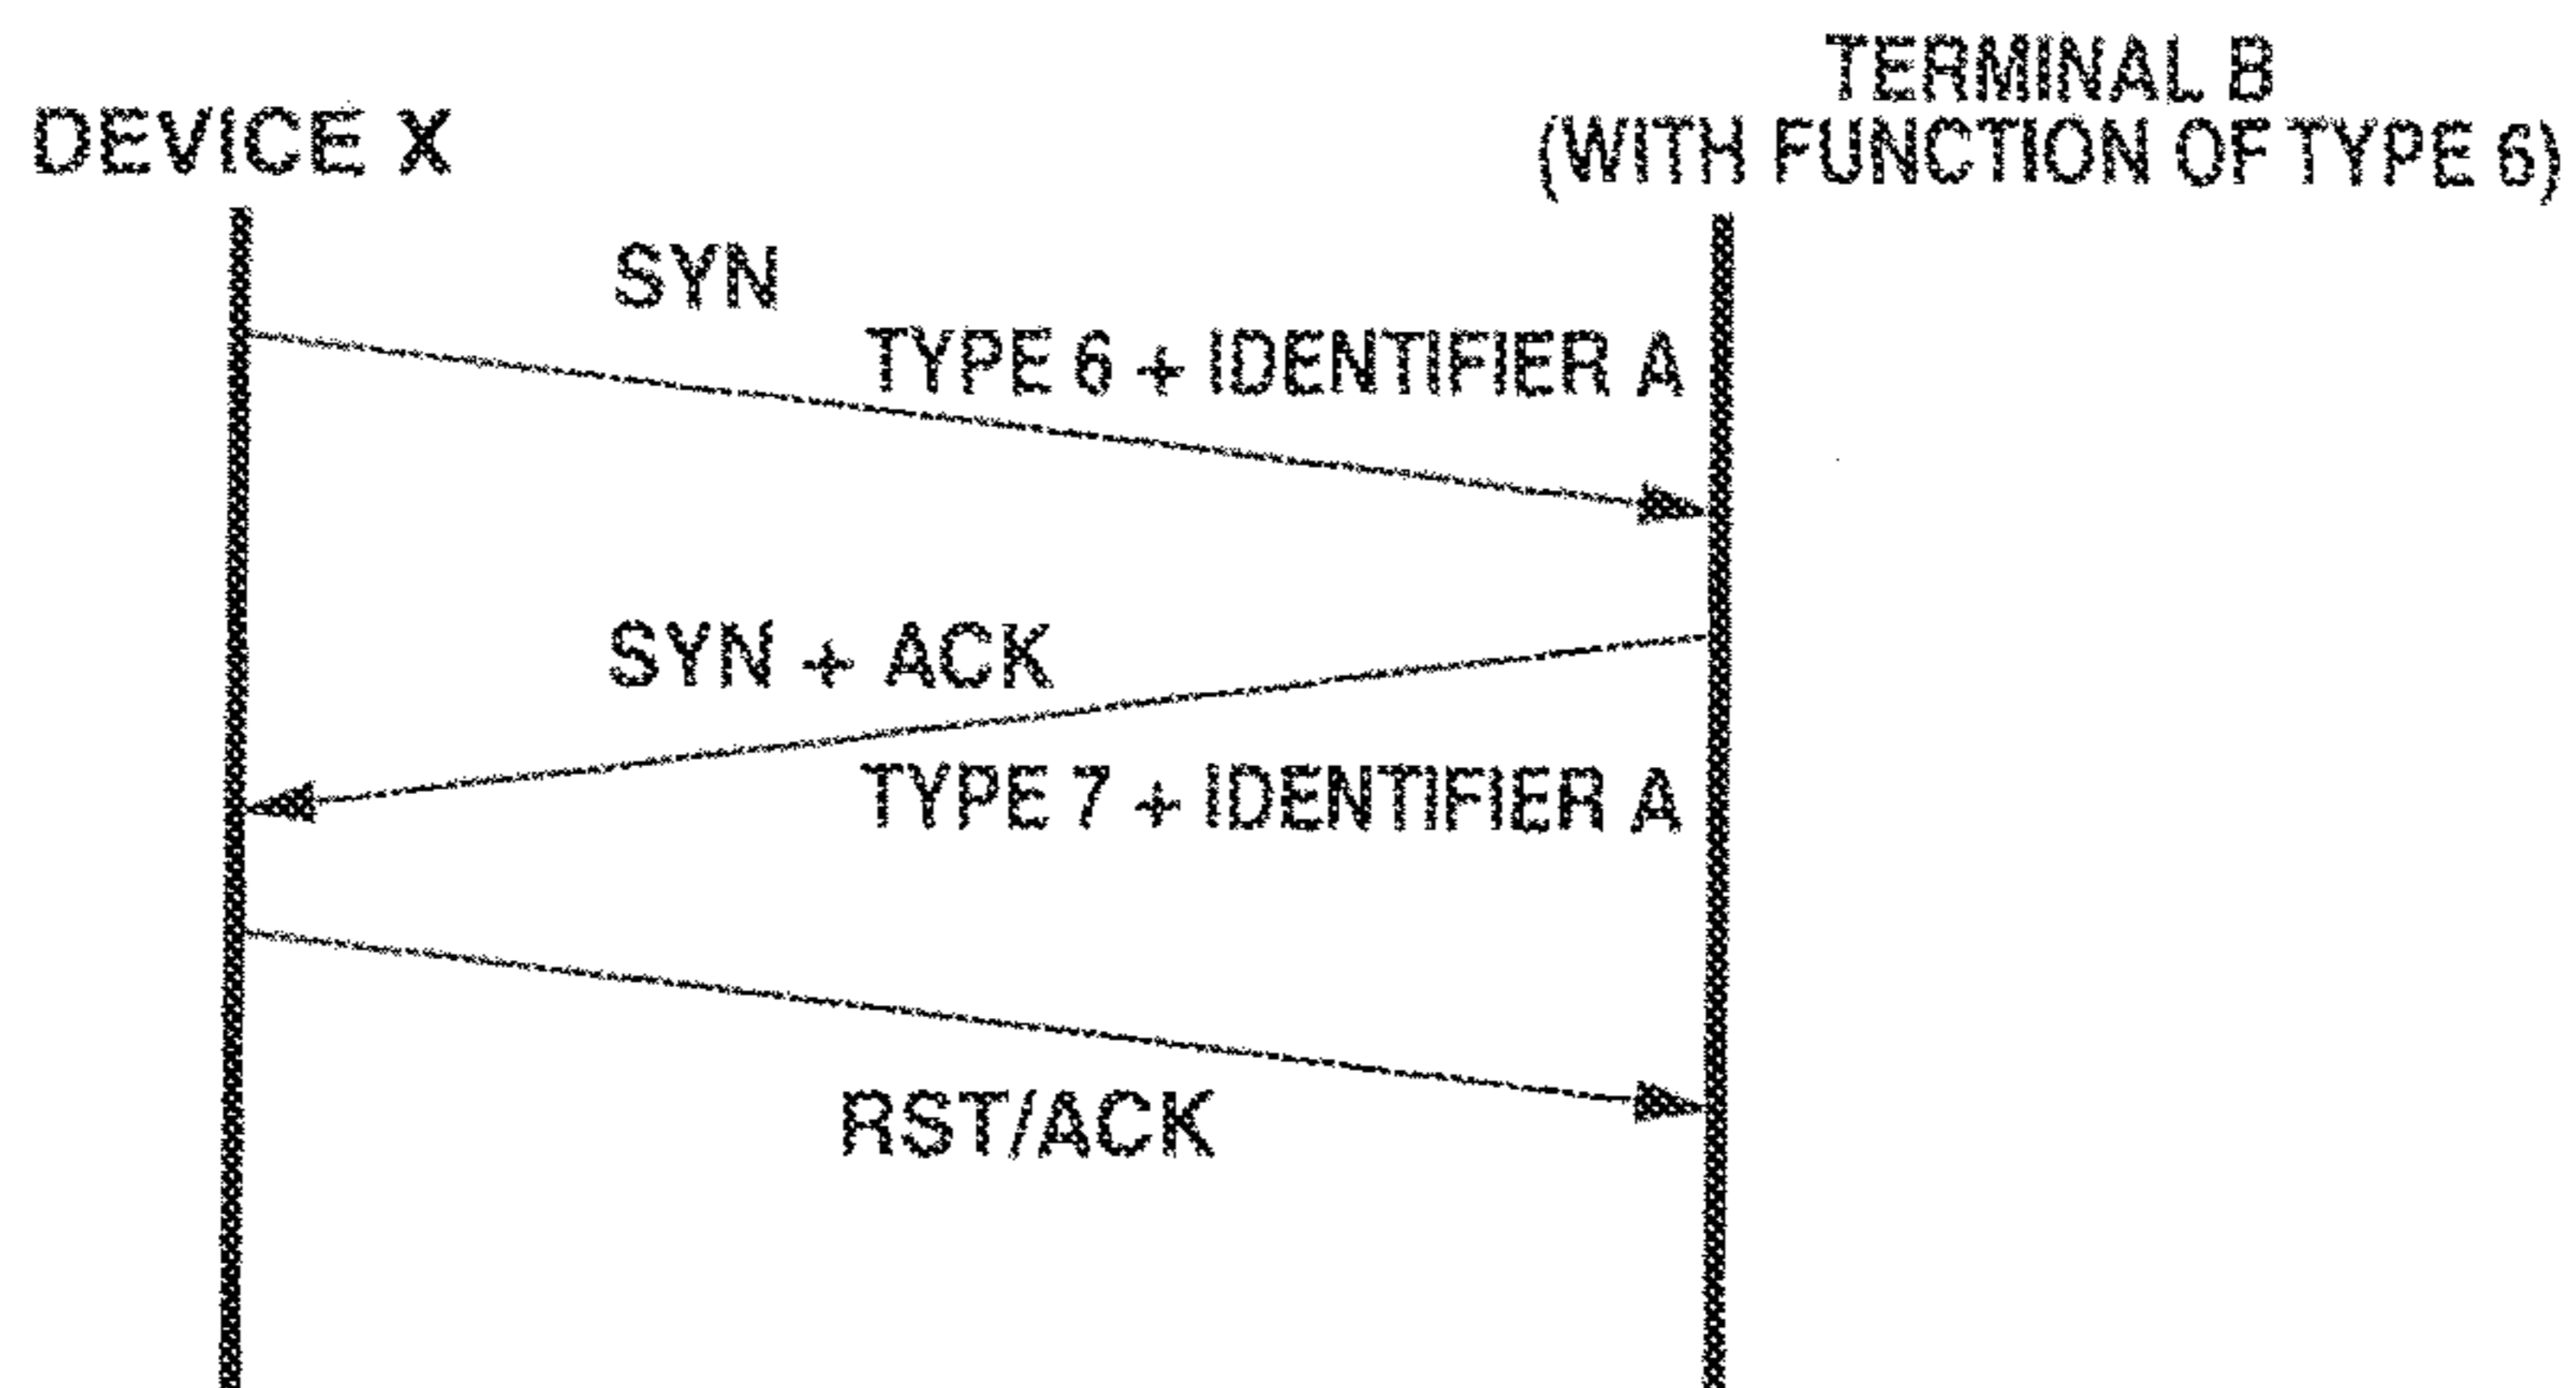 TERMINAL B
DEVICE X
(WITH FUNCTION OF TYPE 6)
SYN
TYPE 6 + IDENTIFIER A
SYN + ACK
TYPE 7 + IDENTIFIER A
RST/ACK